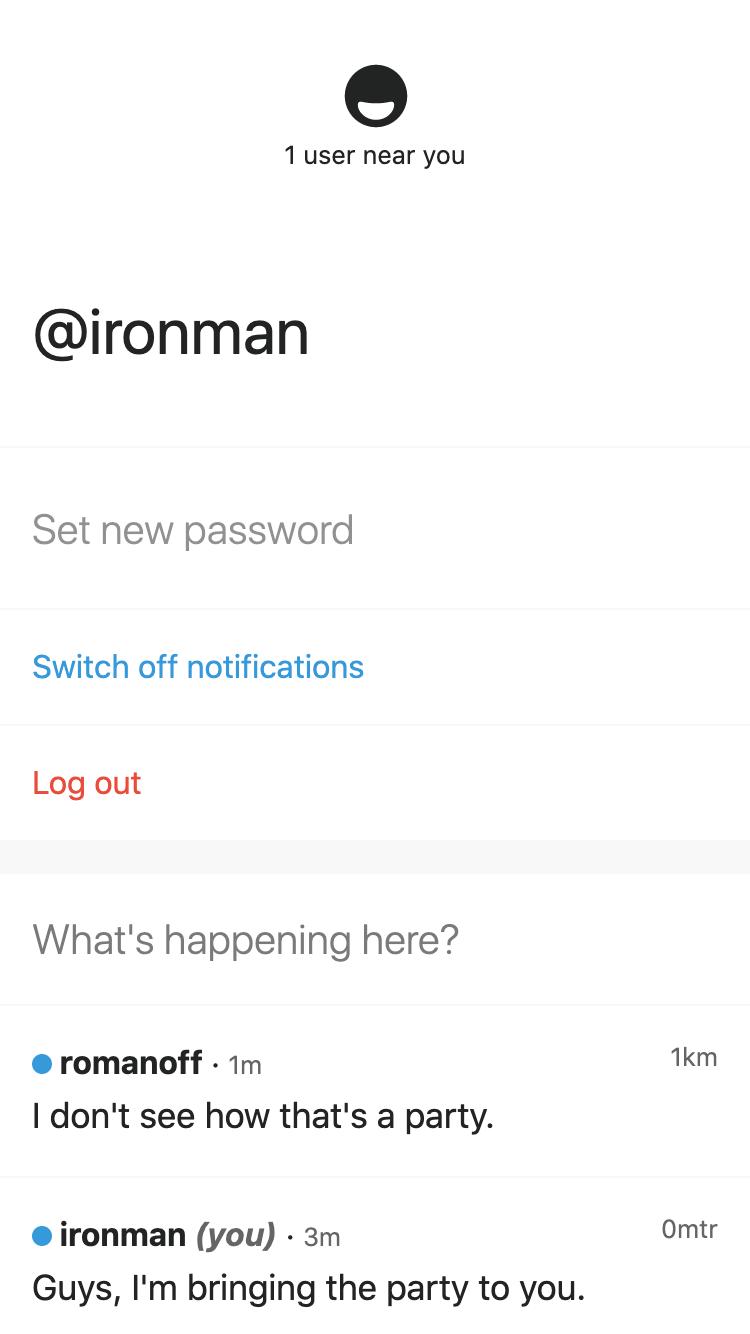 1 user near you
@ironman
Set new password
Switch off notifications
Log out
What's happening here?
romanoff · 1m 1km
I don't see how that's a party.
ironman (you) · 3m 0mtr
Guys, I'm bringing the party to you.